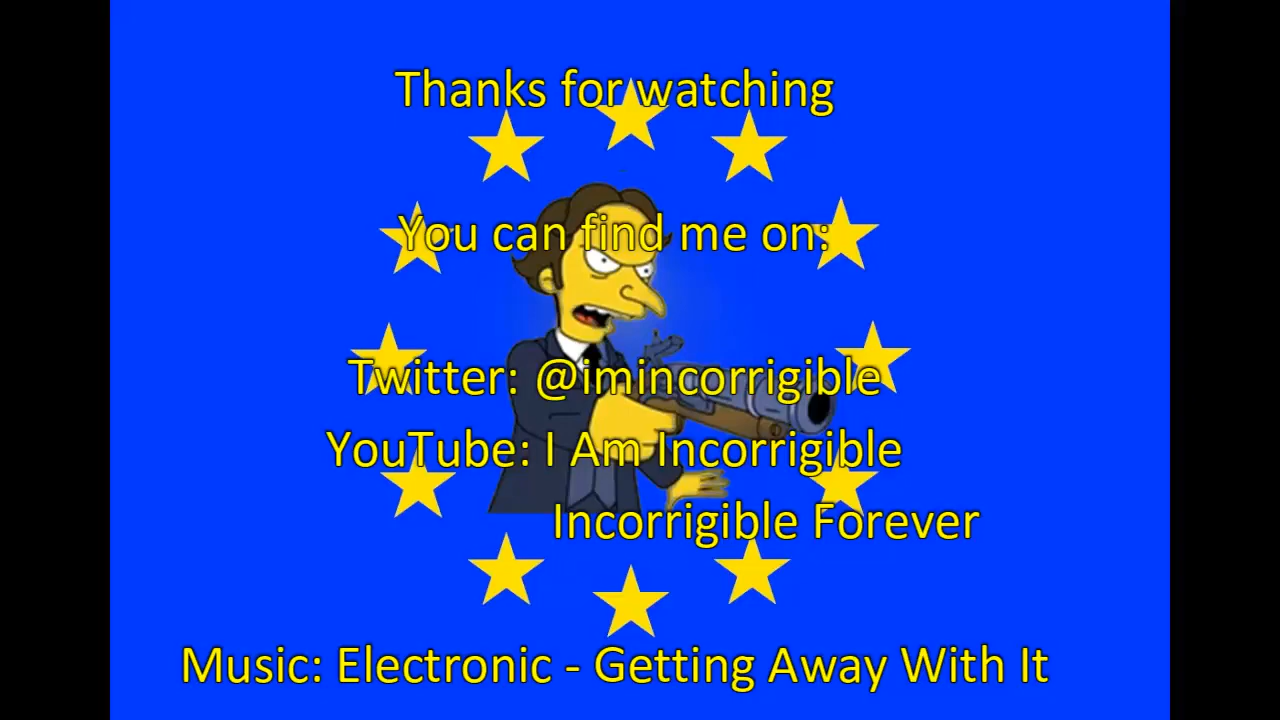 Thanks for watching
You can find me on:
Twitter: @imincorrigible
YouTube: I Am Incorrigible
Incorrigible Forever
Music: Electronic - Getting Away With It